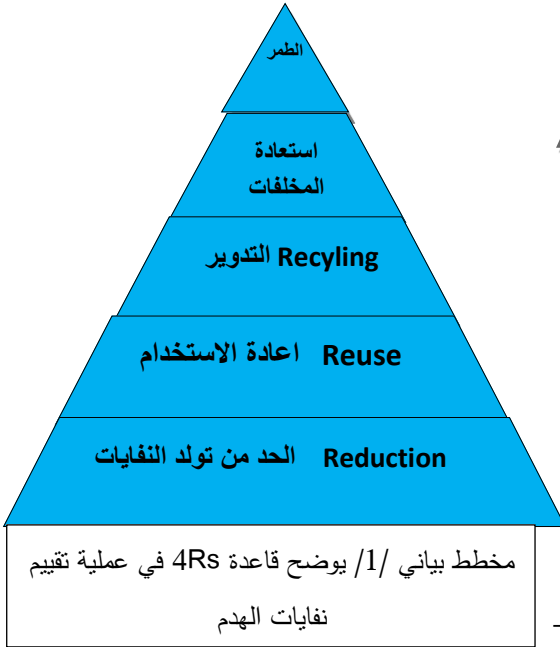 الطمر
استعادة
المخلفات
التدوير Recyling
اعادة الاستخدام Reuse
الحد من تولد النفايات Reduction
مخطط بياني /1/ يوضح قاعدة 4Rs في عملية تقييم
نفايات الهدم